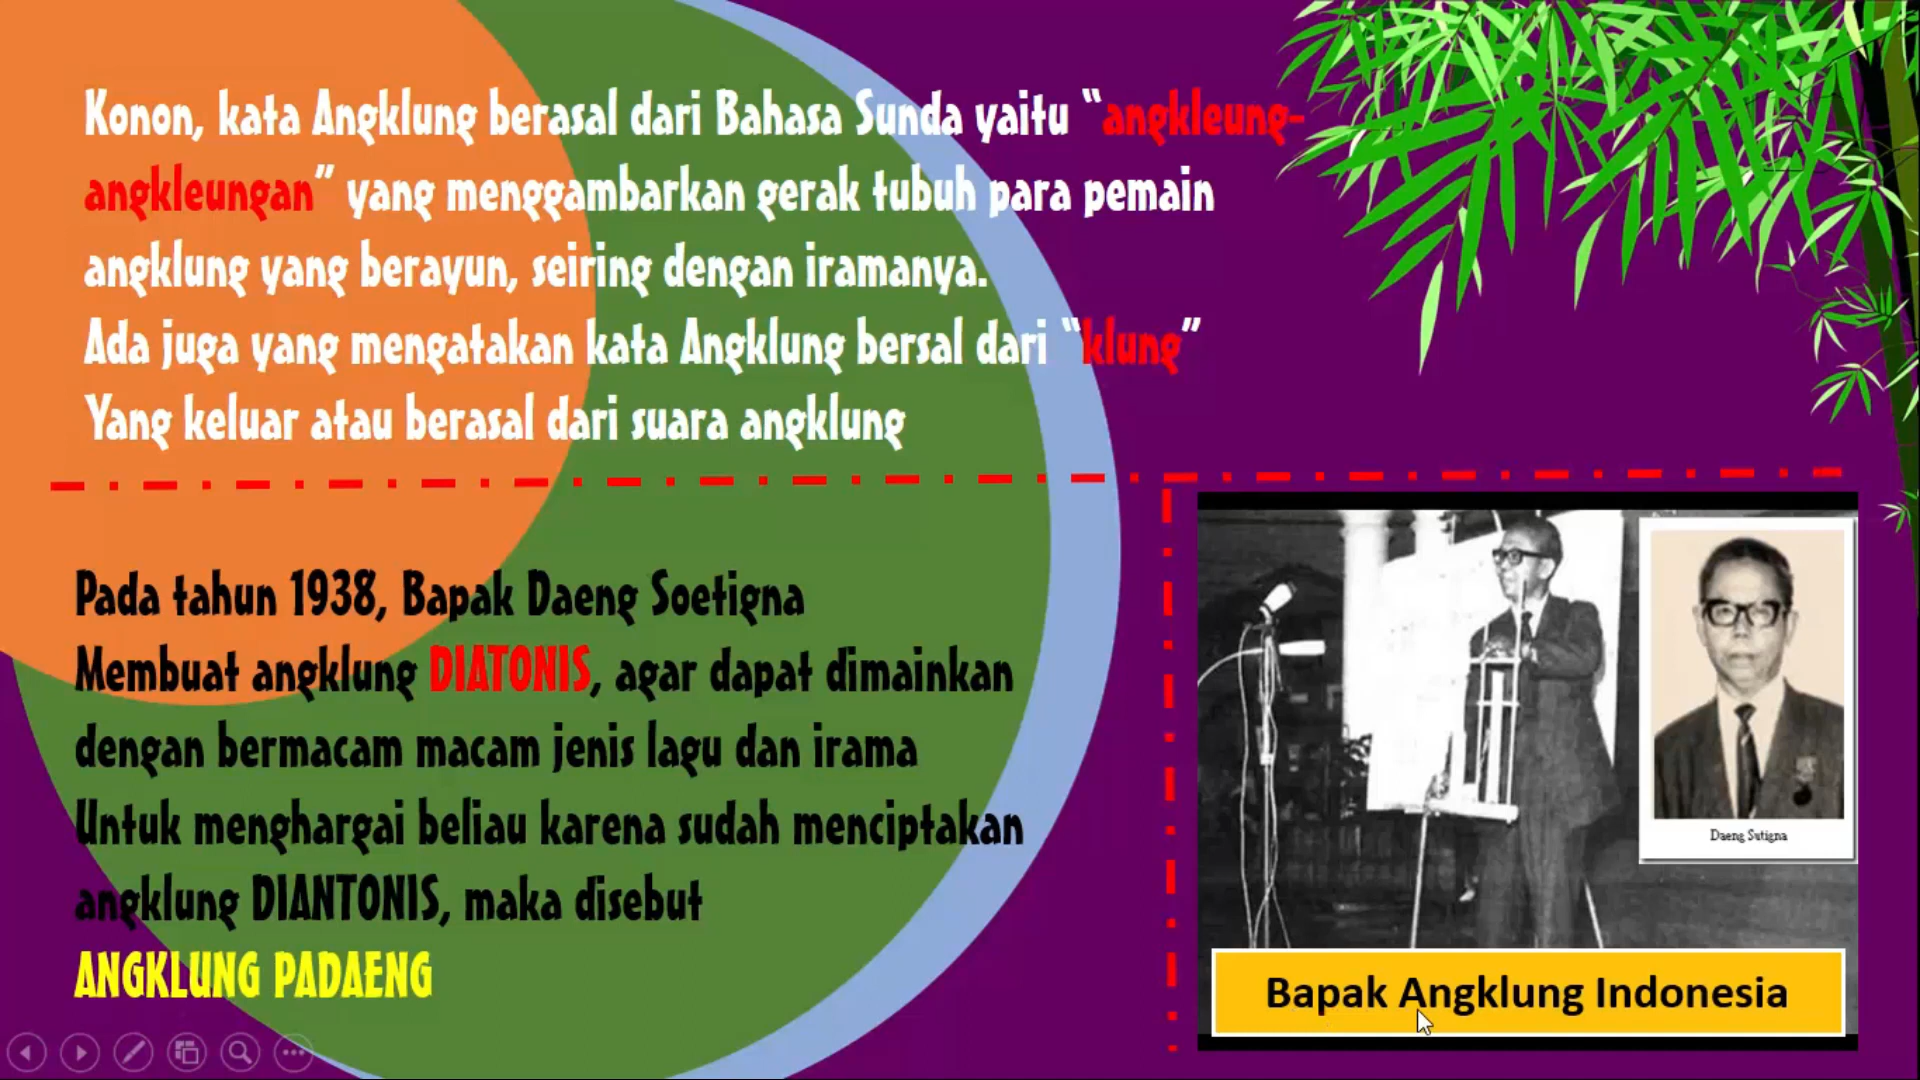 Konon, kata Angklung berasal dari Bahasa Sunda yaitu “angkleung-
angkleungan” yang menggambarkan gerak tubuh para pemain
angklung yang berayun, seiring dengan iramanya.
Ada juga yang mengatakan kata Angklung bersal dari “klung”
Yang keluar atau berasal dari suara angklung
Pada tahun 1938, Bapak Daeng Soetigna
Membuat angklung DIATONIS, agar dapat dimainkan
dengan bermacam macam jenis lagu dan irama
Untuk menghargai beliau karena sudah menciptakan
angklung DIANTONIS, maka disebut
ANGKLUNG PADAENG
Daeng Sutigna
Bapak Angklung Indonesia